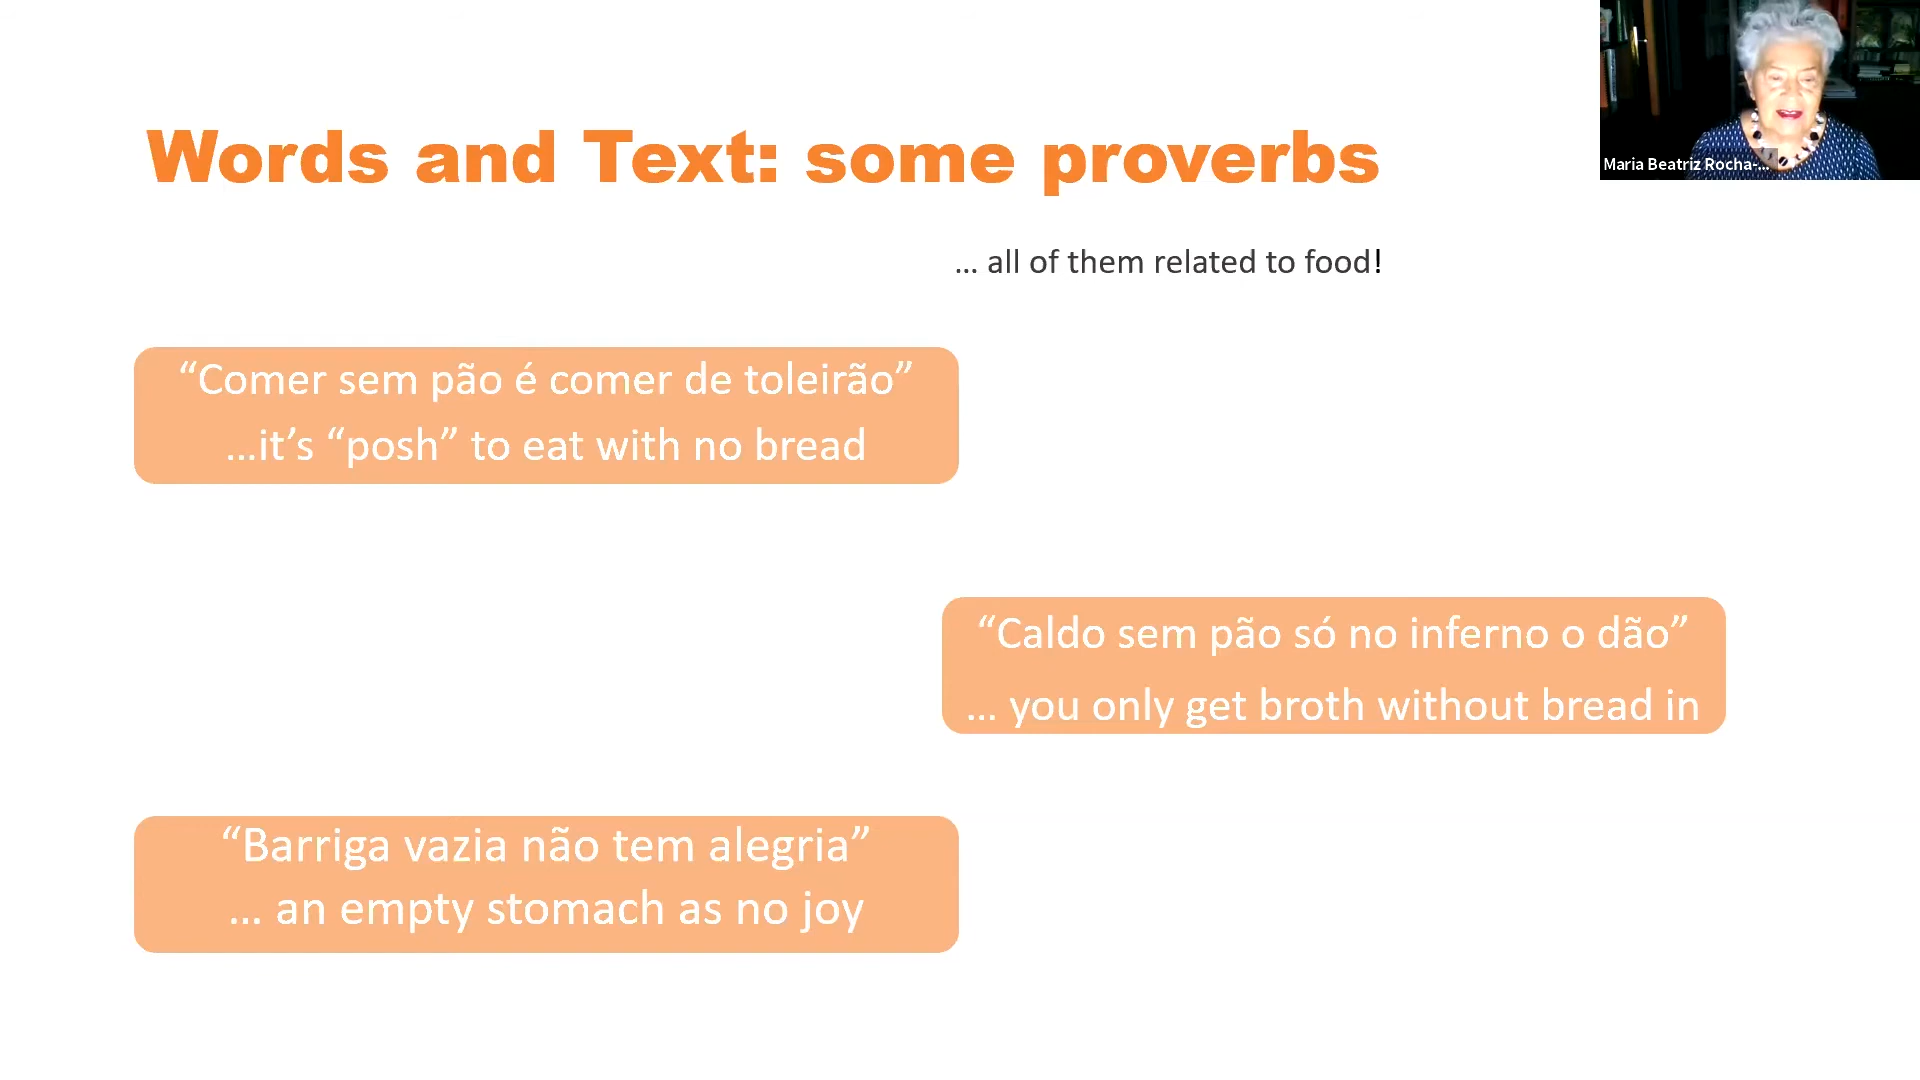 Words and Text: some proverbs
Maria Beatriz Rocha-...
... all of them related to food!
“Comer sem pão é comer de toleirão”
...it’s “posh” to eat with no bread
“Caldo sem pão só no inferno o dão”
... you only get broth without bread in
“Barriga vazia não tem alegria”
... an empty stomach as no joy